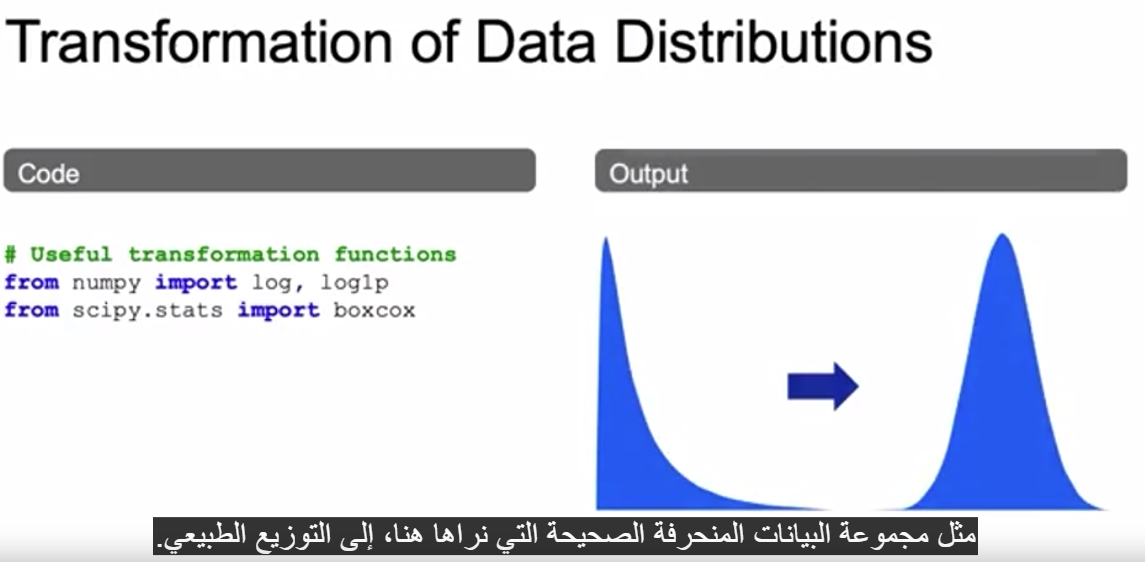 Transformation of Data Distributions
Code
Output
# Useful transformation functions
from numpy import log, log1p
from scipy.stats import boxcox
مثل مجموعة البيانات المنحرفة الصحيحة التي نراها هنا، إلى التوزيع الطبيعي.